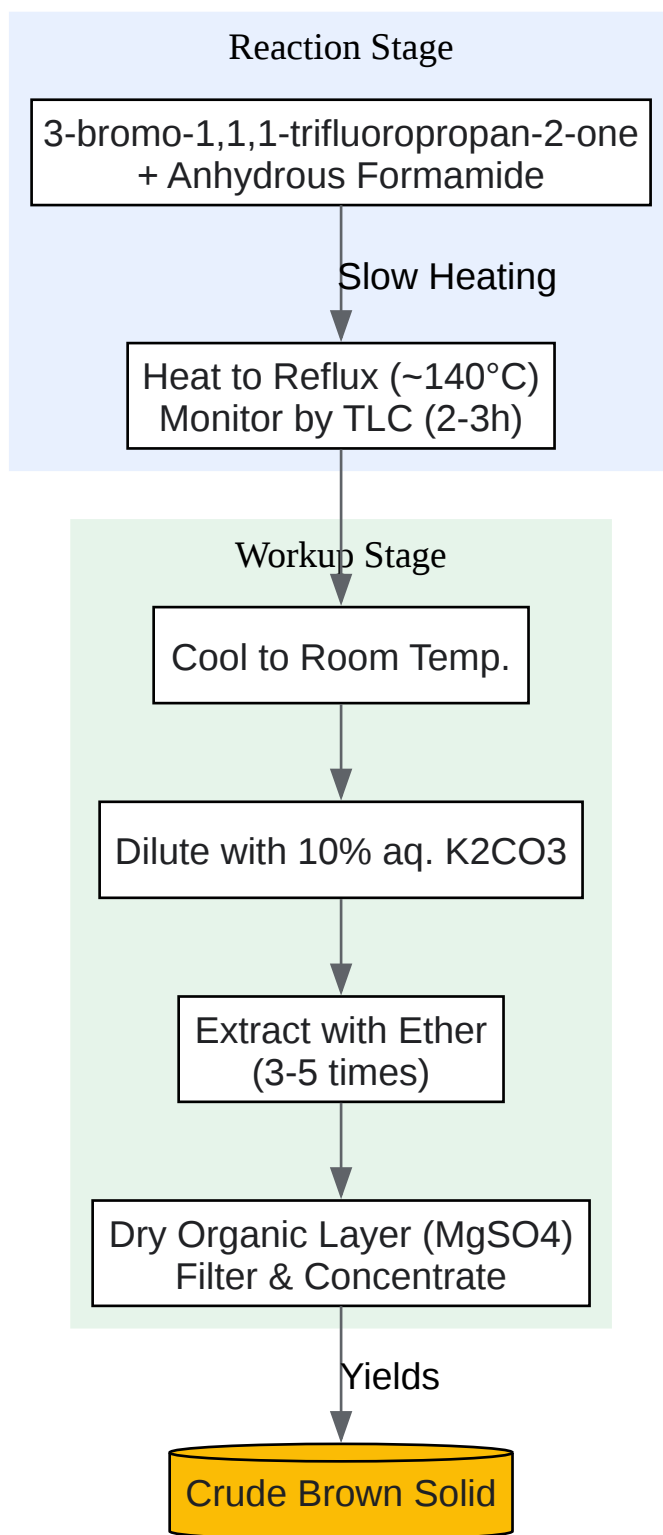 Reaction Stage
3-bromo-1,1,1-trifluoropropan-2-one
+ Anhydrous Formamide
Slow Heating
Heat to Reflux (~140°C)
Monitor by TLC (2-3h)
Workup Stage
Cool to Room Temp.
Dilute with 10% aq. K2CO3
Extract with Ether
(3-5 times)
Dry Organic Layer (MgSO4)
Filter & Concentrate
Yields
Crude Brown Solid